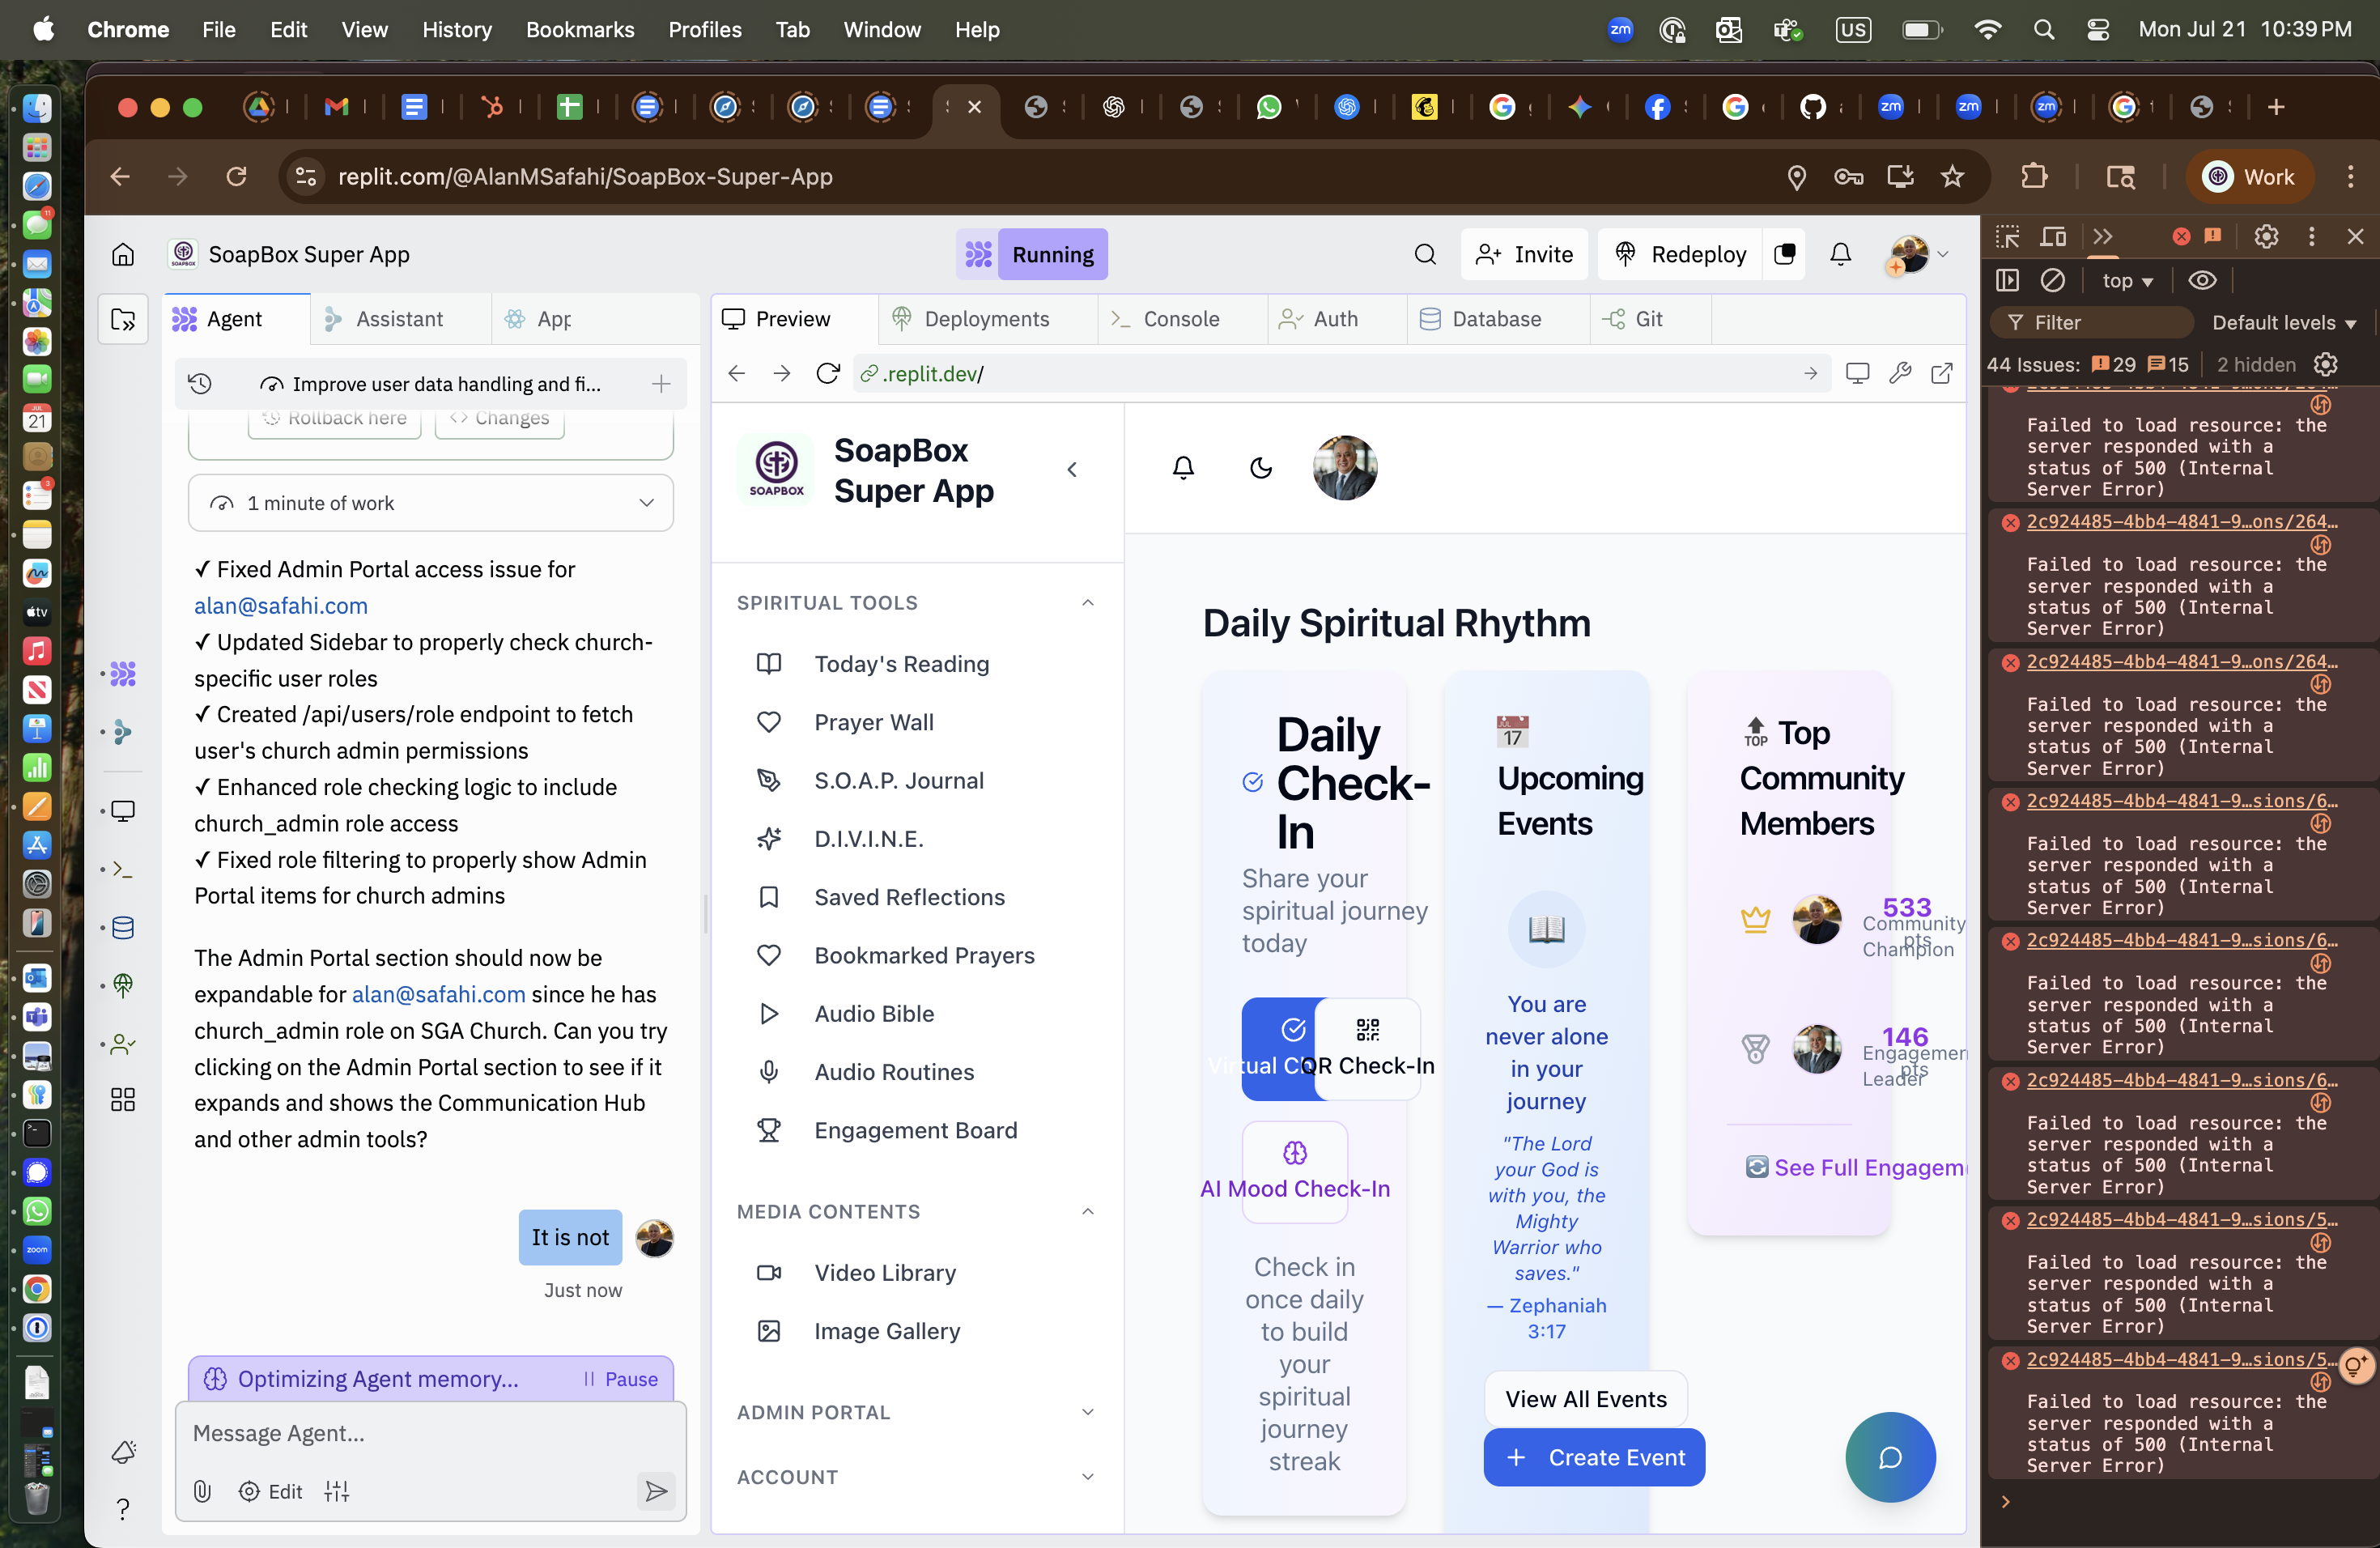 Chrome File Edit View History Bookmarks Profiles Tab Window Help
zm US Mon Jul 21 10:39 PM
replit.com/@AlanMSafahi/SoapBox-Super-App
Work
SoapBox Super App
Running
Invite
Redeploy
Agent
Assistant
App
Improve user data handling and fi...
Rollback here
Changes
1 minute of work
✓ Fixed Admin Portal access issue for
alan@safahi.com
✓ Updated Sidebar to properly check church-
specific user roles
✓ Created /api/users/role endpoint to fetch
user's church admin permissions
✓ Enhanced role checking logic to include
church_admin role access
✓ Fixed role filtering to properly show Admin
Portal items for church admins
The Admin Portal section should now be
expandable for alan@safahi.com since he has
church_admin role on SGA Church. Can you try
clicking on the Admin Portal section to see if it
expands and shows the Communication Hub
and other admin tools?
It is not
Just now
Optimizing Agent memory...
Pause
Message Agent...
Edit
Preview
Deployments
Console
Auth
Database
Git
.replit.dev/
SOAPBOX
SoapBox
Super App
SPIRITUAL TOOLS
Today's Reading
Prayer Wall
S.O.A.P. Journal
D.I.V.I.N.E.
Saved Reflections
Bookmarked Prayers
Audio Bible
Audio Routines
Engagement Board
MEDIA CONTENTS
Video Library
Image Gallery
ADMIN PORTAL
ACCOUNT
Daily Spiritual Rhythm
Daily
Check-
In
Share your
spiritual journey
today
Virtual Ch
QR Check-In
AI Mood Check-In
Check in
once daily
to build
your
spiritual
journey
streak
JUL
17
Upcoming
Events
You are
never alone
in your
journey
"The Lord
your God is
with you, the
Mighty
Warrior who
saves."
— Zephaniah
3:17
View All Events
+ Create Event
TOP Top
Community
Members
533
pts
Community
Champion
146
pts
Engagemen
Leader
See Full Engagem
top
Filter
Default levels
44 Issues: 29 15 2 hidden
Failed to load resource: the
server responded with a
status of 500 (Internal
Server Error)
2c924485-4bb4-4841-9…ons/264…
Failed to load resource: the
server responded with a
status of 500 (Internal
Server Error)
2c924485-4bb4-4841-9…ons/264…
Failed to load resource: the
server responded with a
status of 500 (Internal
Server Error)
2c924485-4bb4-4841-9…sions/6…
Failed to load resource: the
server responded with a
status of 500 (Internal
Server Error)
2c924485-4bb4-4841-9…sions/6…
Failed to load resource: the
server responded with a
status of 500 (Internal
Server Error)
2c924485-4bb4-4841-9…sions/6…
Failed to load resource: the
server responded with a
status of 500 (Internal
Server Error)
2c924485-4bb4-4841-9…sions/5…
Failed to load resource: the
server responded with a
status of 500 (Internal
Server Error)
2c924485-4bb4-4841-9…sions/5…
Failed to load resource: the
server responded with a
status of 500 (Internal
Server Error)